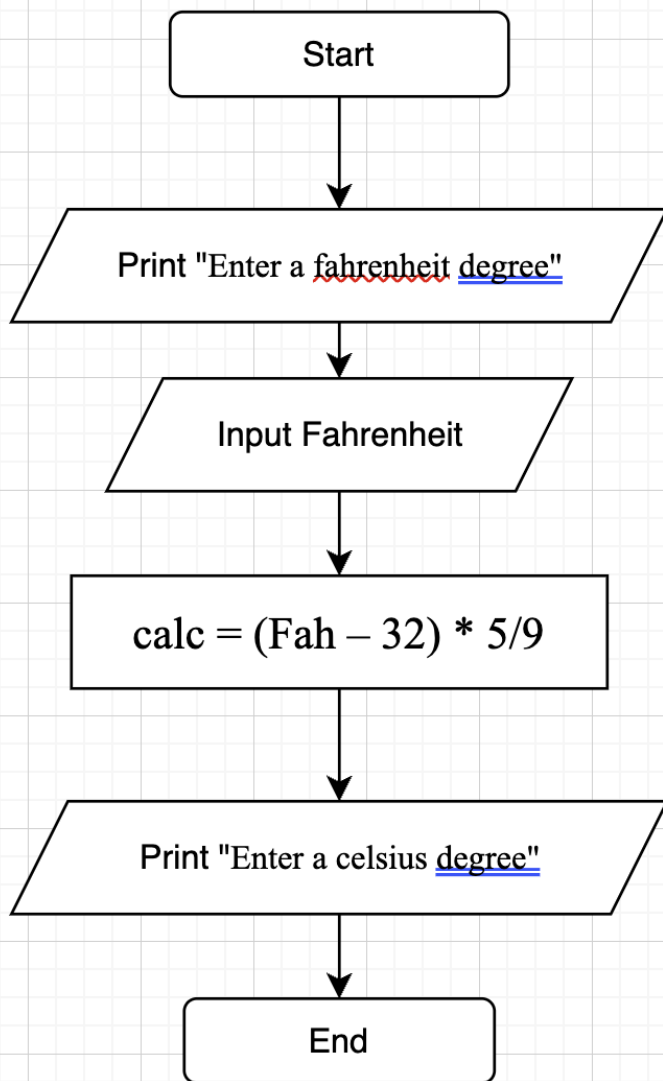 Start
Print "Enter a fahrenheit degree"
Input Fahrenheit
calc = (Fah – 32) * 5/9
Print "Enter a celsius degree"
End